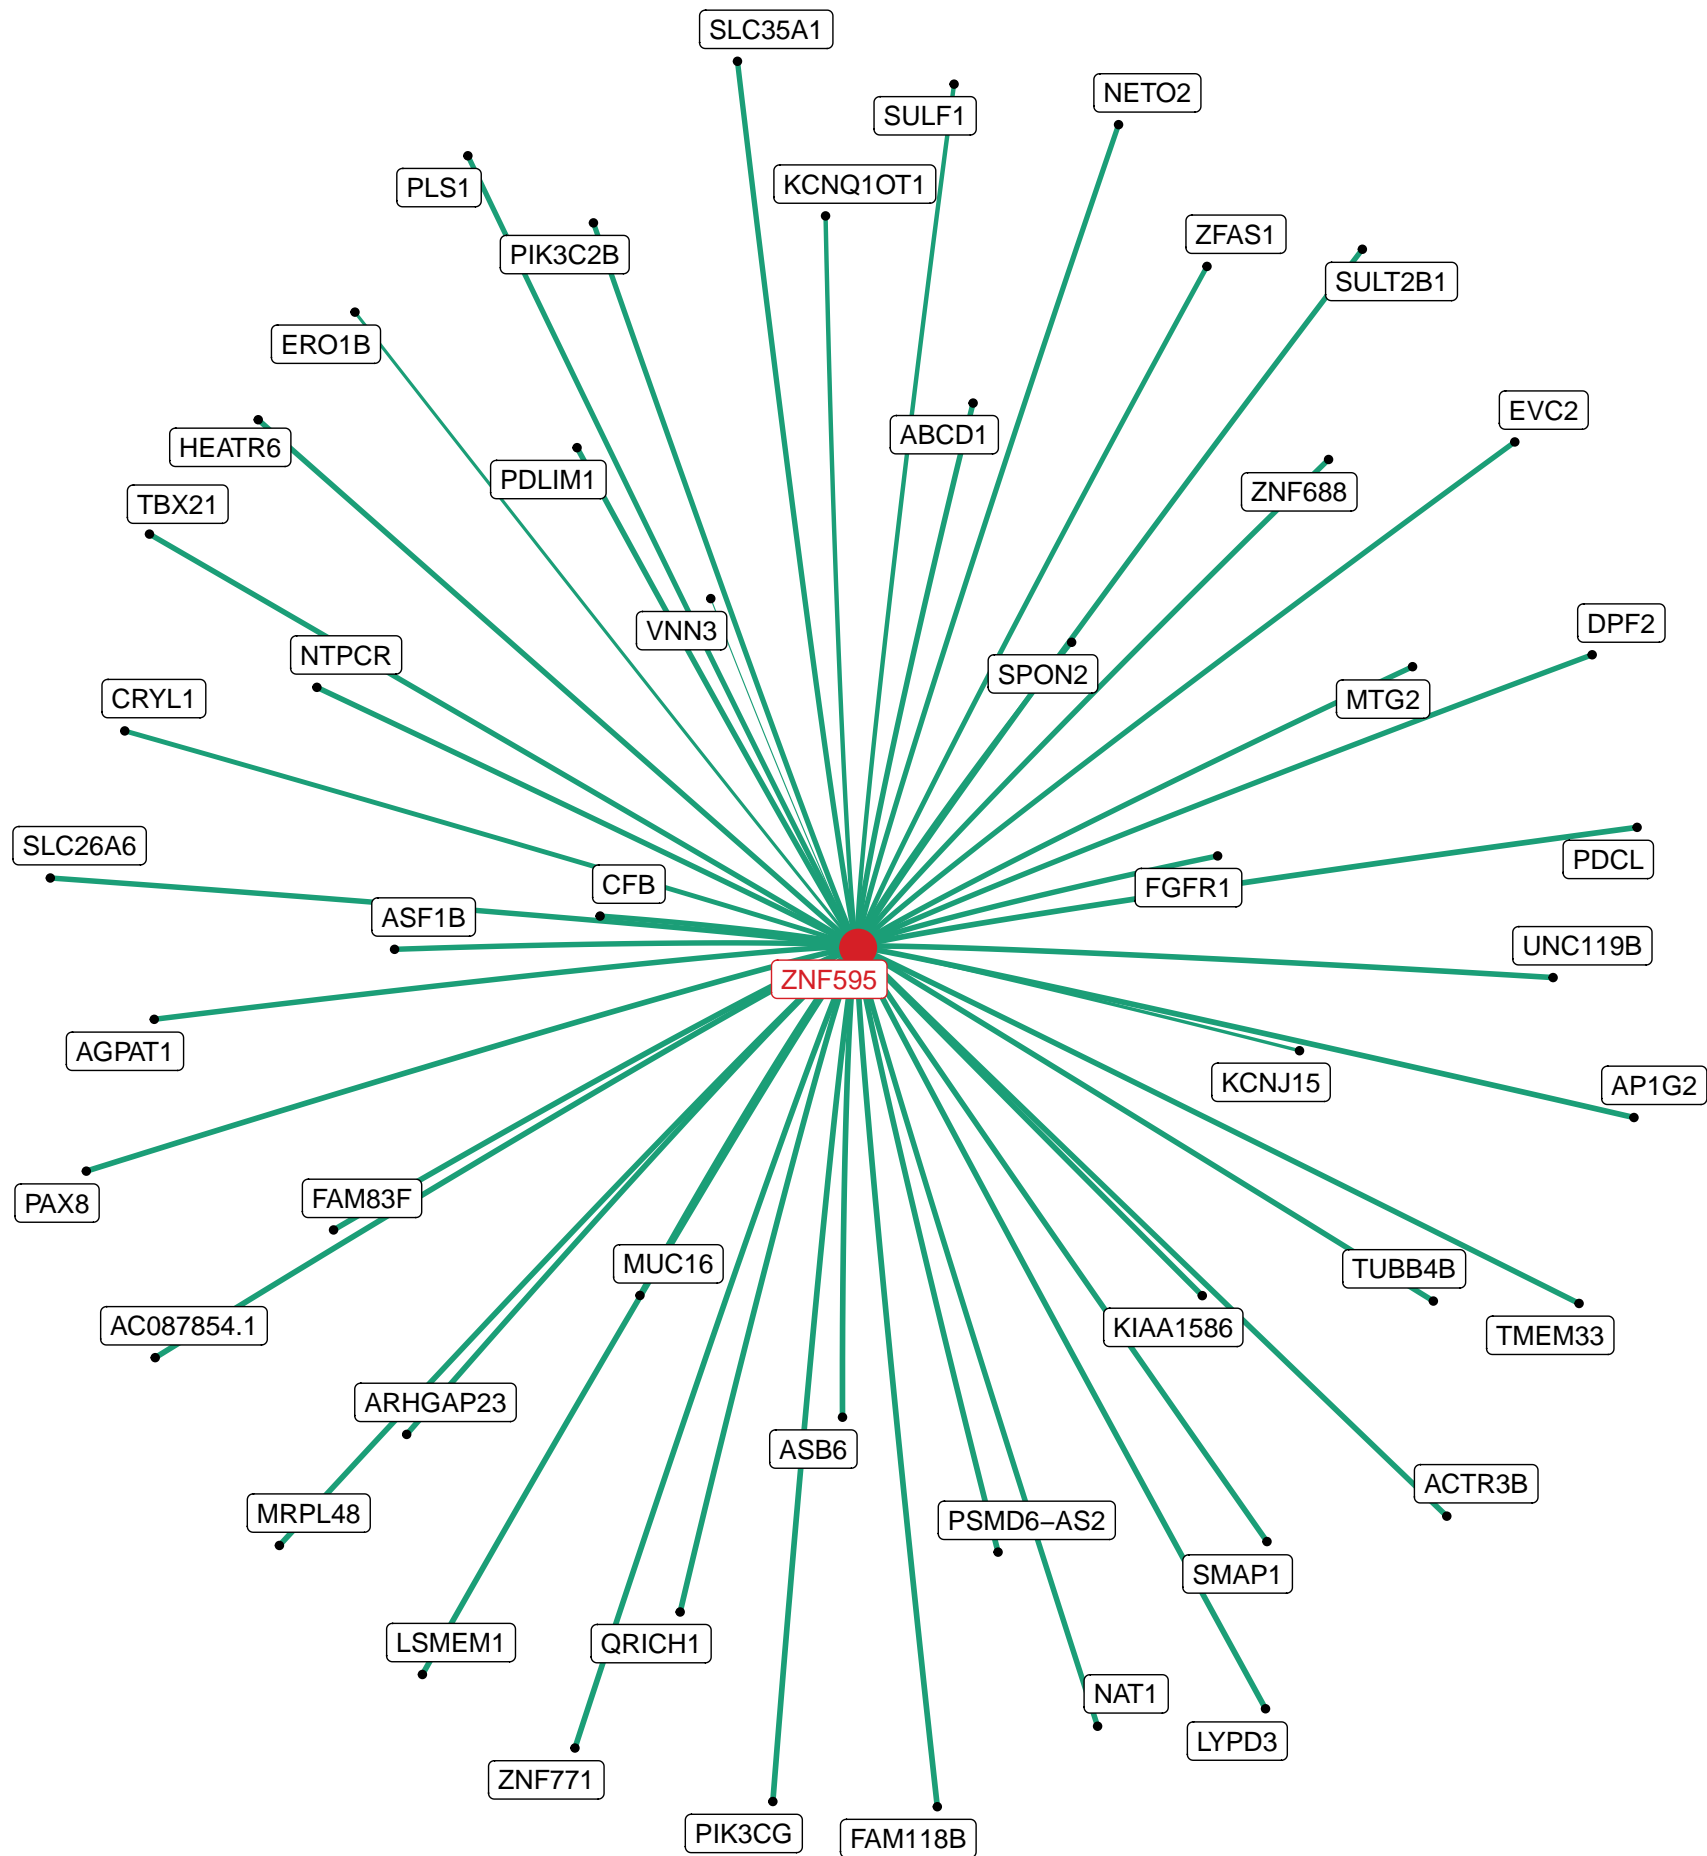 SLC35A1
NETO2
SULF1
KCNQ1OT1
PLS1
ZFAS1
PIK3C2B
SULT2B1
ERO1B
EVC2
ABCD1
HEATR6
PDLIM1
ZNF688
TBX21
DPF2
VNN3
NTPCR
SPON2
CRYL1
MTG2
SLC26A6
PDCL
CFB
FGFR1
ASF1B
UNC119B
ZNF595
AGPAT1
KCNJ15
AP1G2
FAM83F
PAX8
MUC16
TUBB4B
AC087854.1
KIAA1586
TMEM33
ARHGAP23
ASB6
ACTR3B
MRPL48
PSMD6–AS2
SMAP1
LSMEM1
QRICH1
NAT1
LYPD3
ZNF771
PIK3CG
FAM118B